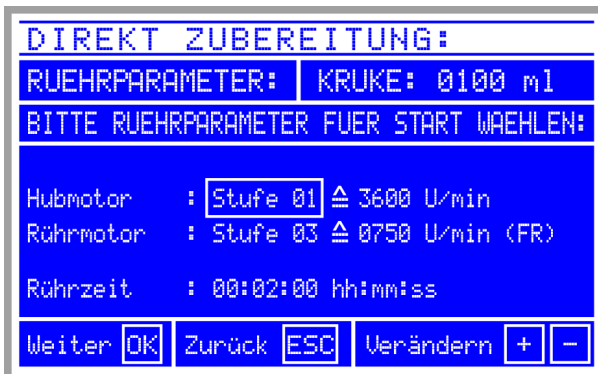 DIREKT ZUBEREITUNG:
RUEHRPARAMETER: KRUKE: 0100 ml
BITTE RUEHRPARAMETER FUER START WAEHLEN:
Hubmotor : Stufe 01 ≙ 3600 U/min
Rührmotor : Stufe 03 ≙ 0750 U/min (FR)
Rührzeit : 00:02:00 hh:mm:ss
Weiter OK Zurück ESC Verändern + -